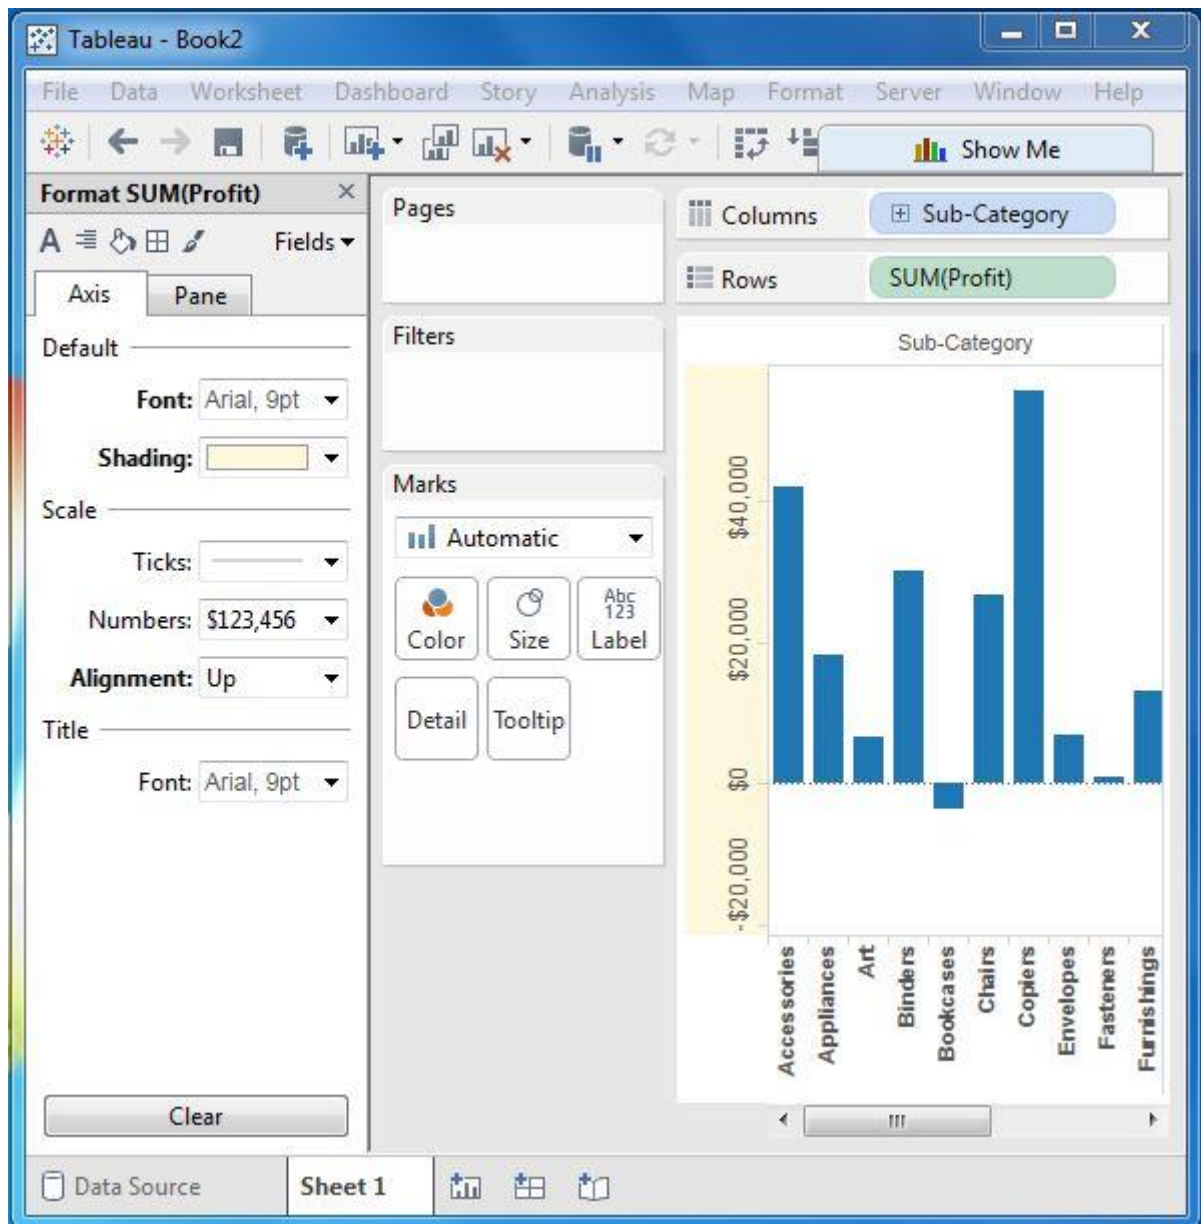 Tableau - Book2
File Data Worksheet Dashboard Story Analysis Map Format Server Window Help
Show Me
Format SUM(Profit)
Fields
Axis Pane
Default
Font: Arial, 9pt
Shading:
Scale
Ticks:
Numbers: $123,456
Alignment: Up
Title
Font: Arial, 9pt
Clear
Pages
Filters
Marks
Automatic
Color
Size
Abc
123
Label
Detail
Tooltip
Columns
Sub-Category
Rows
SUM(Profit)
Sub-Category
$40,000
$20,000
$0
-$20,000
Accessories
Appliances
Art
Binders
Bookcases
Chairs
Copiers
Envelopes
Fasteners
Furnishings
Data Source
Sheet 1